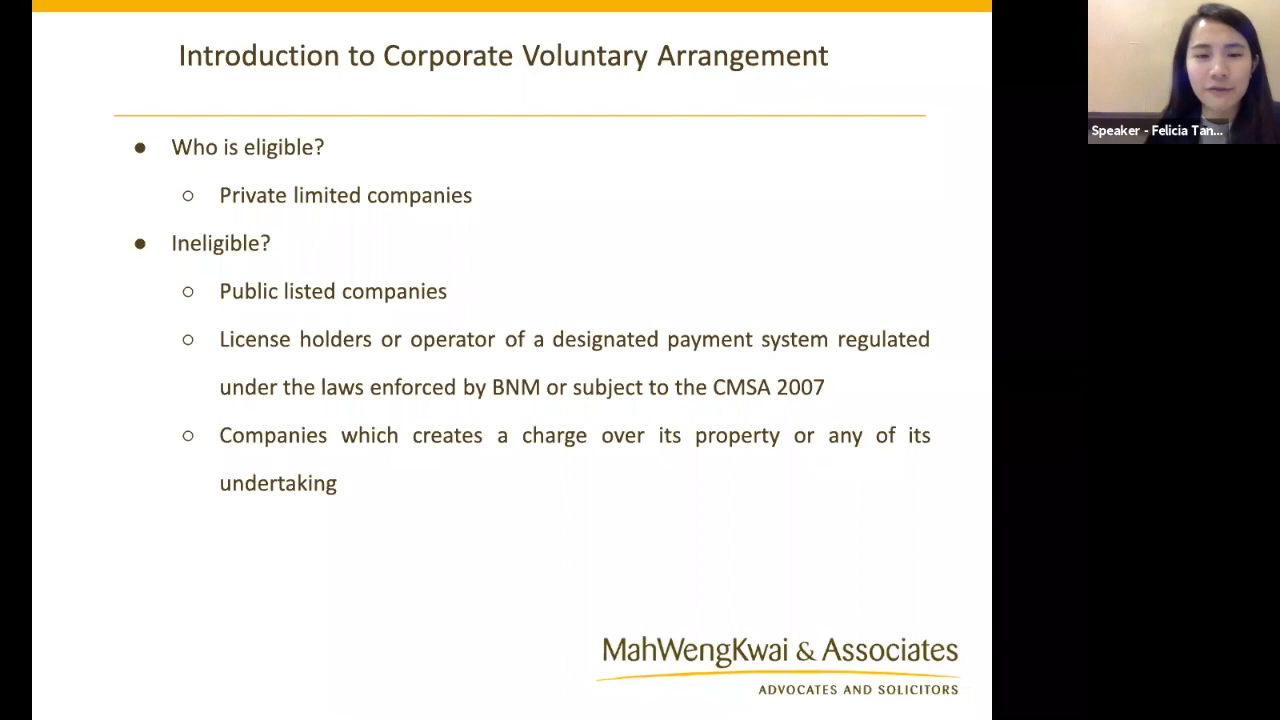 Introduction to Corporate Voluntary Arrangement
● Who is eligible?
○ Private limited companies
● Ineligible?
○ Public listed companies
○ License holders or operator of a designated payment system regulated
under the laws enforced by BNM or subject to the CMSA 2007
○ Companies which creates a charge over its property or any of its
undertaking
MahWengKwai & Associates
ADVOCATES AND SOLICITORS
Speaker - Felicia Tan...